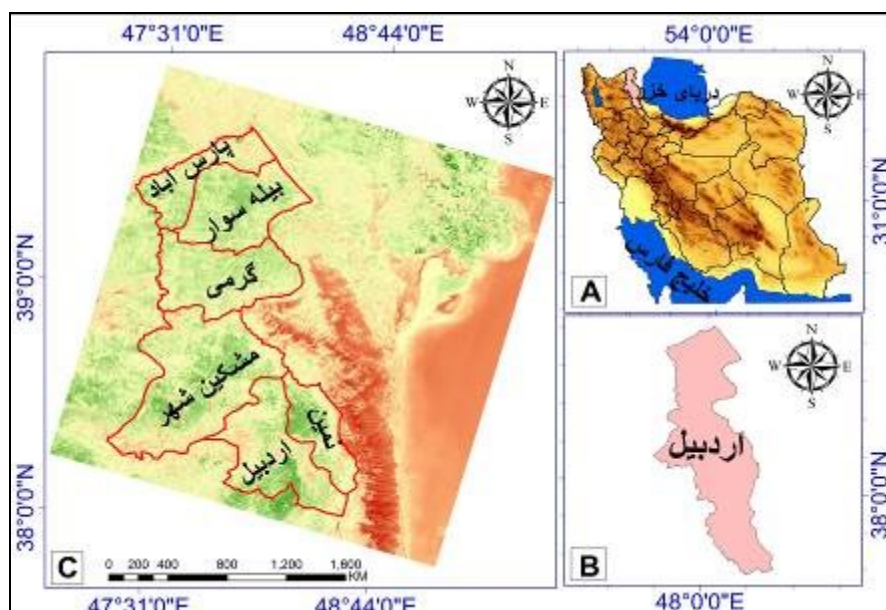 47°31'0"E 48°44'0"E
54°0'0"E
N
W E
S
پارس اباد
بیله سوار
گرمی
مشکین شهر
نمین
اردبیل
39°0'0"N
38°0'0"N
C
0 200 400 800 1,200 1,600
KM
47°31'0"E 48°44'0"E
دریای خزر
N
W E
S
31°0'0"N
خلیج فارس
A
N
W E
S
اردبیل
38°0'0"N
B
48°0'0"E